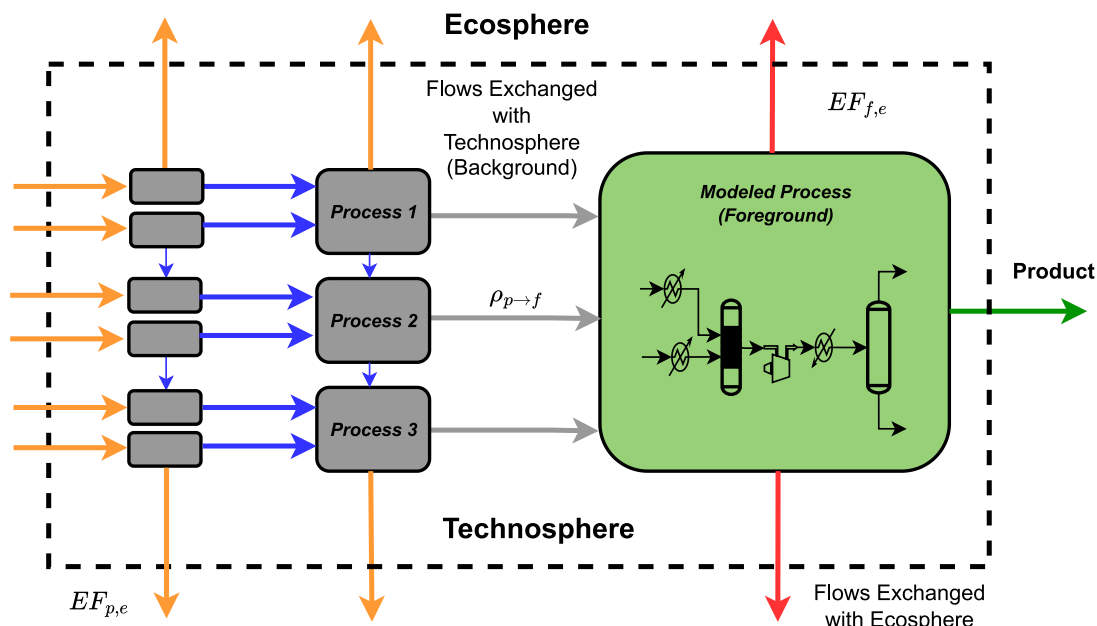 Ecosphere
Flows Exchanged
with
Technosphere
(Background)
EF_{f,e}
Modeled Process
(Foreground)
Process 1
Product
ρ_{p→f}
Process 2
Process 3
Technosphere
EF_{p,e}
Flows Exchanged
with Ecosphere